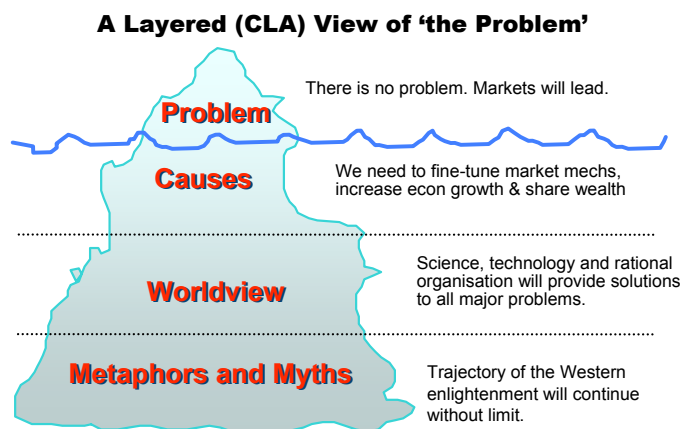 A Layered (CLA) View of ‘the Problem’
There is no problem. Markets will lead.
Problem
We need to fine-tune market mechs,
increase econ growth & share wealth
Causes
Science, technology and rational
organisation will provide solutions
to all major problems.
Worldview
Metaphors and Myths
Trajectory of the Western
enlightenment will continue
without limit.